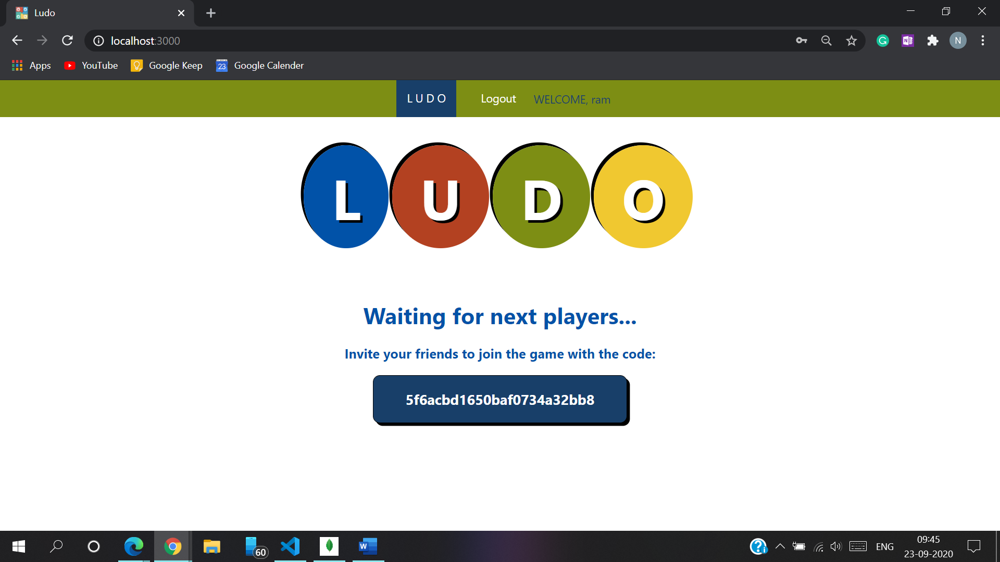 Ludo
localhost:3000
N
Apps
YouTube
Google Keep
23
Google Calender
L U D O
Logout
WELCOME, ram
L U D O
Waiting for next players...
Invite your friends to join the game with the code:
5f6acbd1650baf0734a32bb8
60
W
ENG
09:45
23-09-2020